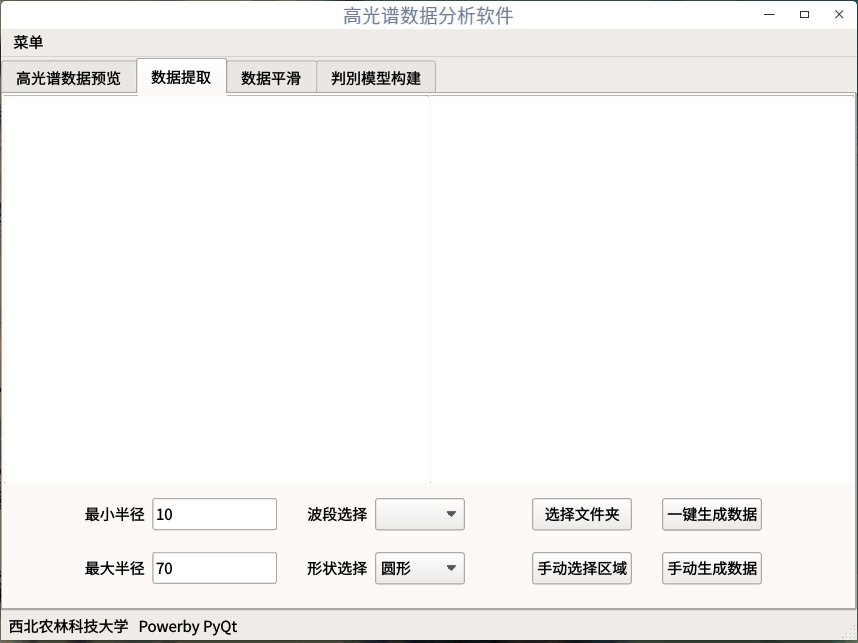 高光谱数据分析软件
菜单
高光谱数据预览 数据提取 数据平滑 判别模型构建
最小半径 10 波段选择 选择文件夹 一键生成数据
最大半径 70 形状选择 圆形 手动选择区域 手动生成数据
西北农林科技大学 Powerby PyQt